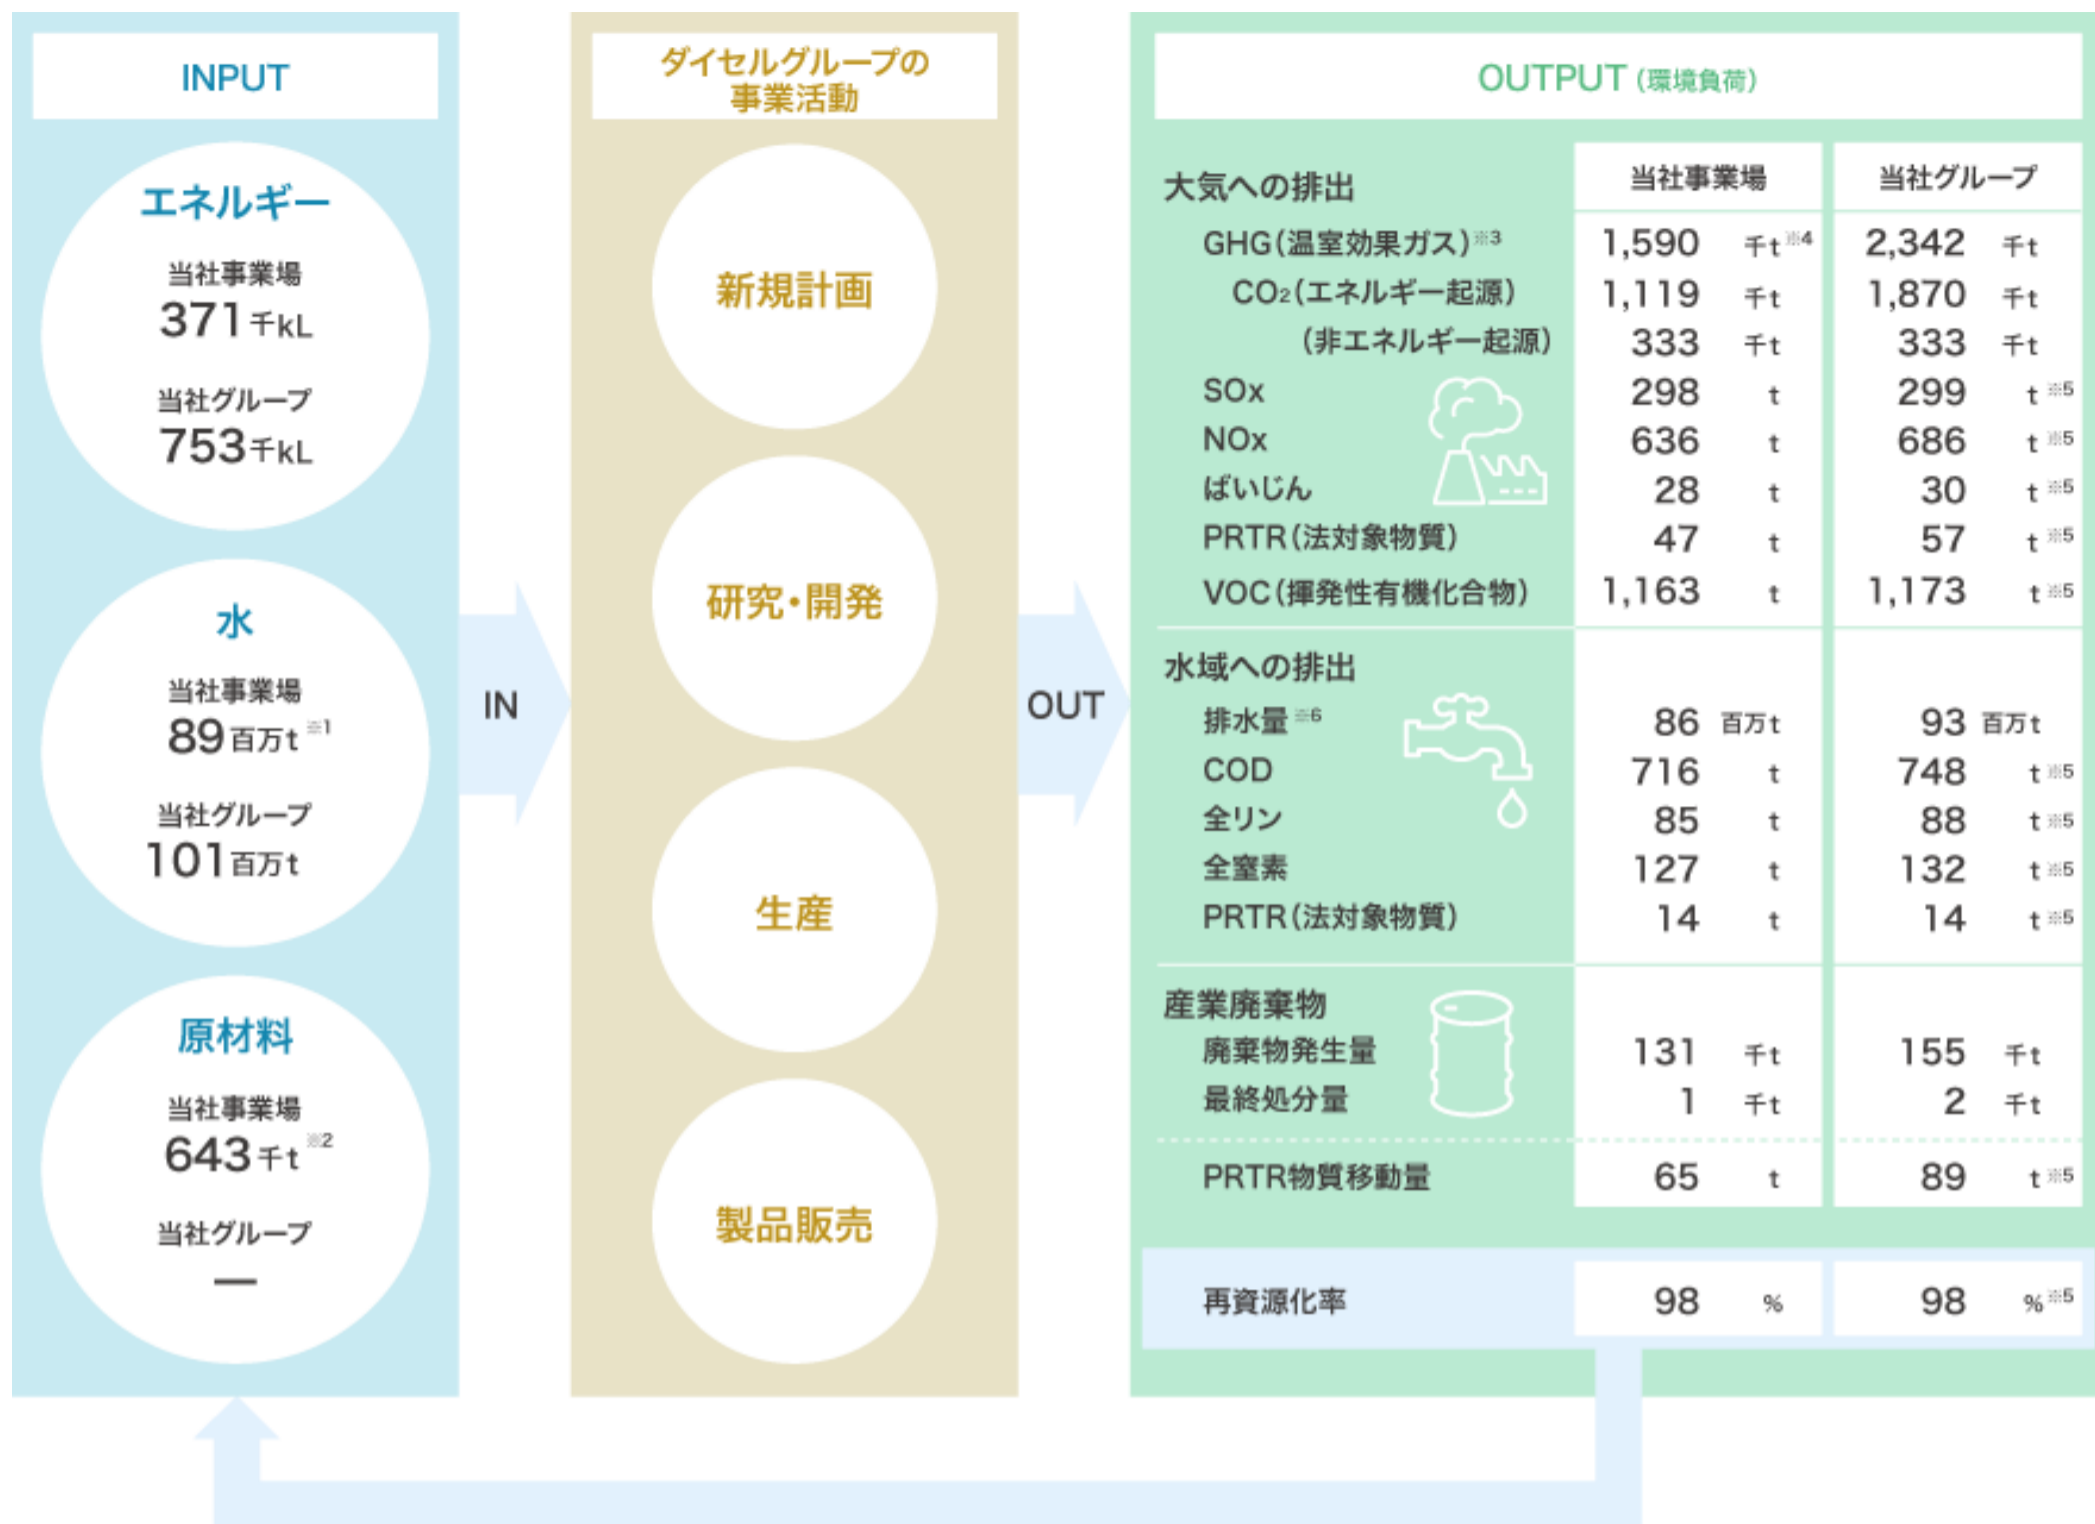 INPUT
エネルギー
当社事業場
371千kL
当社グループ
753千kL
水
当社事業場
89百万t ※1
当社グループ
101百万t
原材料
当社事業場
643千t ※2
当社グループ
—
IN
ダイセルグループの
事業活動
新規計画
研究・開発
生産
製品販売
OUT
OUTPUT（環境負荷）
大気への排出 当社事業場 当社グループ
GHG（温室効果ガス）※3 1,590 千t ※4 2,342 千t
CO₂（エネルギー起源） 1,119 千t 1,870 千t
（非エネルギー起源） 333 千t 333 千t
SOx 298 t 299 t ※5
NOx 636 t 686 t ※5
ばいじん 28 t 30 t ※5
PRTR（法対象物質） 47 t 57 t ※5
VOC（揮発性有機化合物） 1,163 t 1,173 t ※5
水域への排出
排水量 ※6 86 百万t 93 百万t
COD 716 t 748 t ※5
全リン 85 t 88 t ※5
全窒素 127 t 132 t ※5
PRTR（法対象物質） 14 t 14 t ※5
産業廃棄物
廃棄物発生量 131 千t 155 千t
最終処分量 1 千t 2 千t
PRTR物質移動量 65 t 89 t ※5
再資源化率 98 % 98 % ※5